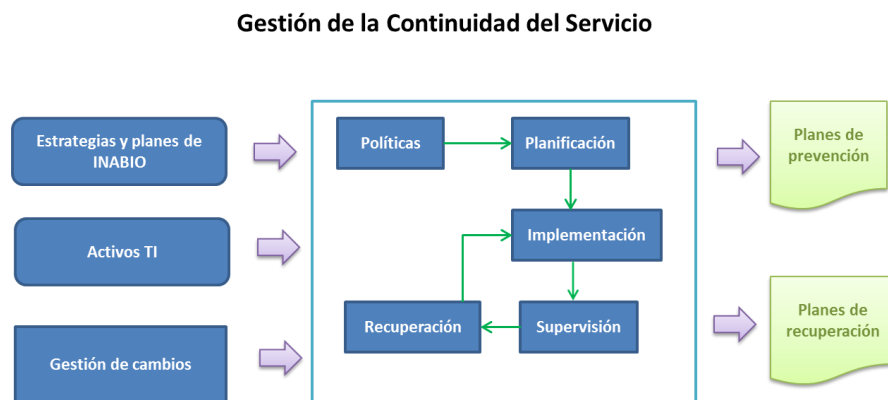 Gestión de la Continuidad del Servicio
Estrategias y planes de
INABIO
Políticas
Planificación
Planes de
prevención
Activos TI
Implementación
Recuperación
Supervisión
Planes de
recuperación
Gestión de cambios